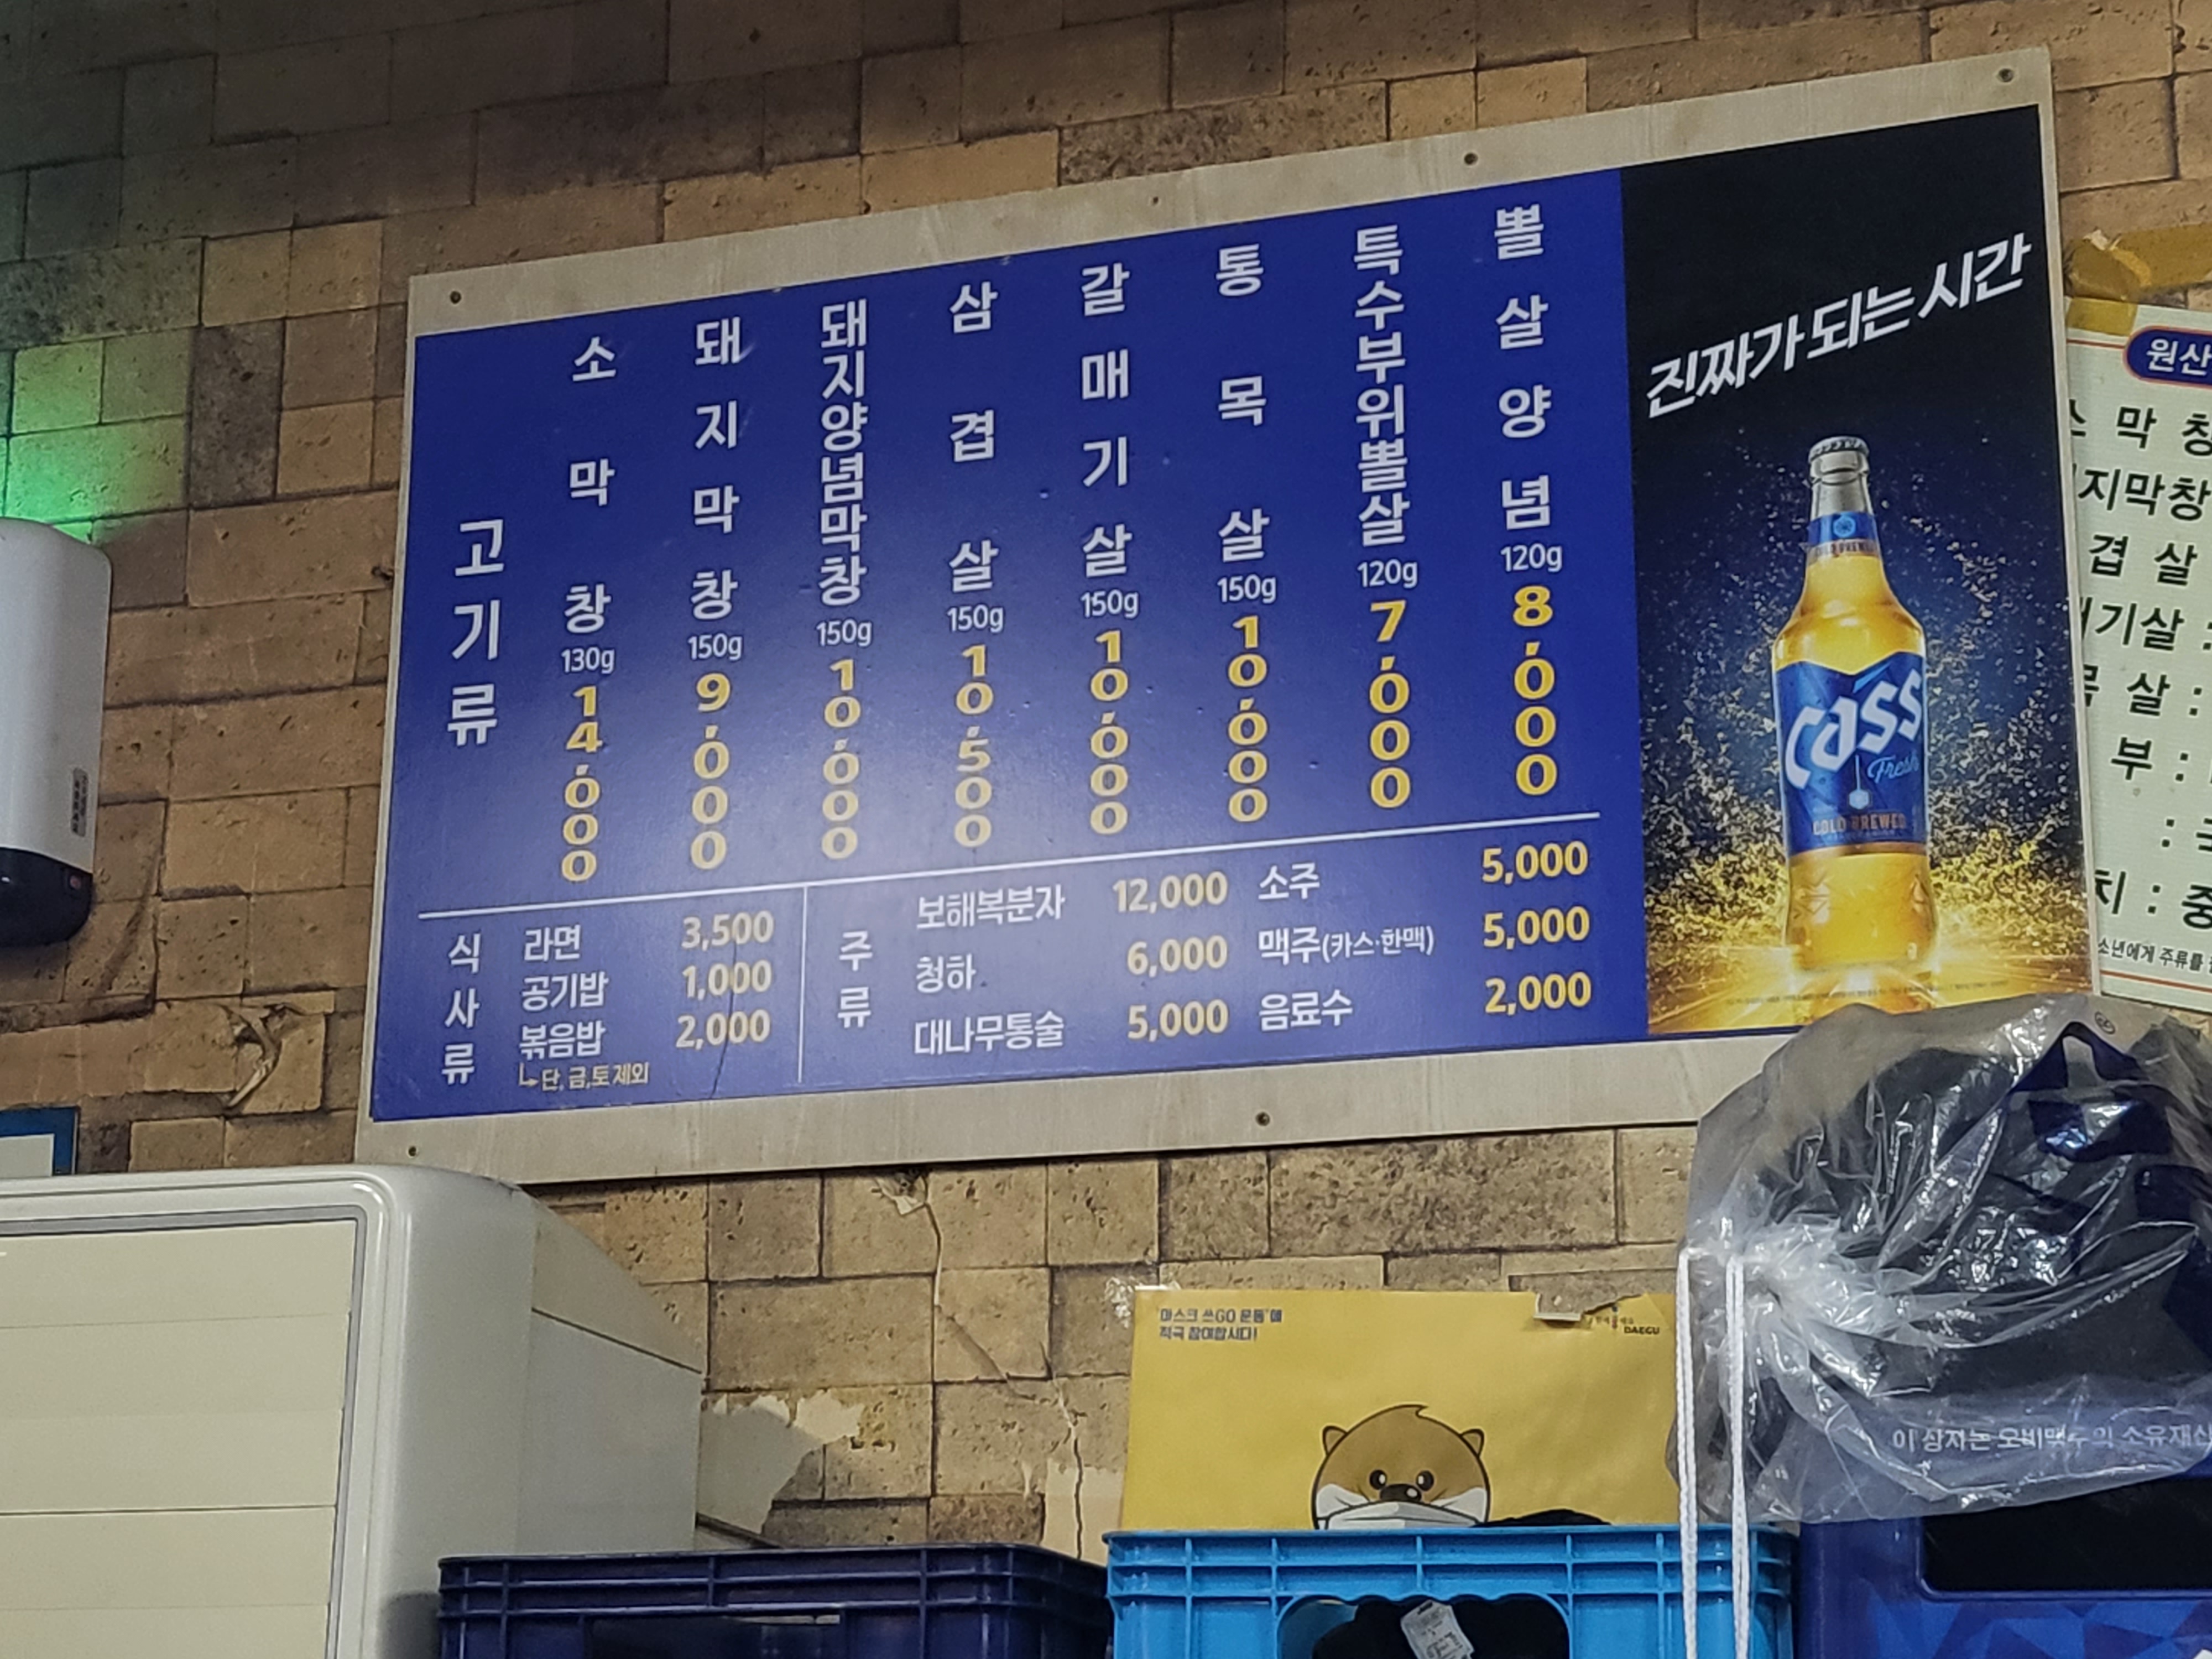 고기류
소막창 130g 14,000
돼지막창 150g 9,000
돼지양념막창 150g 10,000
삼겹살 150g 10,500
갈매기살 150g 10,000
통목살 150g 10,000
특수부위뽈살 120g 7,000
뽈살양념 120g 8,000
식사류
라면 3,500
공기밥 1,000
볶음밥 2,000
단, 금,토 제외
주류
보해복분자 12,000
청하 6,000
대나무통술 5,000
소주 5,000
맥주(카스·한맥) 5,000
음료수 2,000
진짜가 되는 시간
Cass
Fresh
COLD BREWED
원산
막 창
지막창
겹 살
기살 :
살 :
부 :
:
치 : 중
소년에게 주류를
'마스크 쓰GO 운동'에
적극 참여합시다!
DAEGU
이 상자는 오비맥주의 소유재산